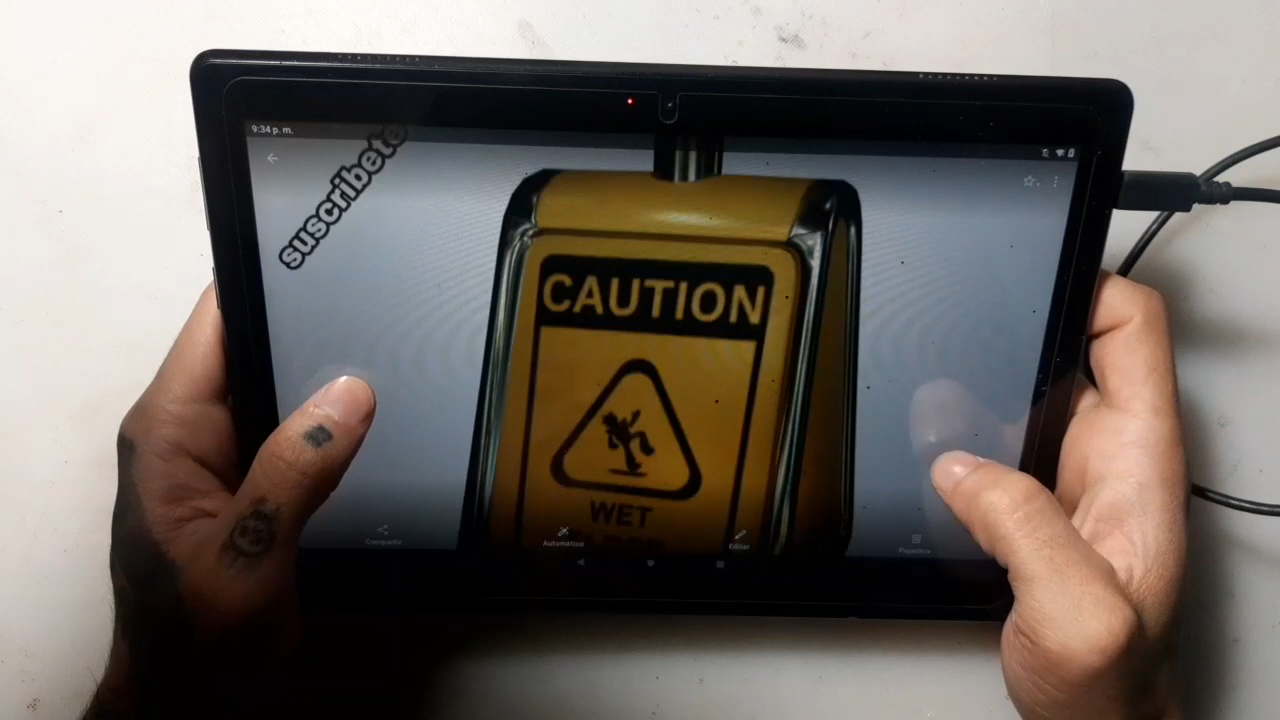 9:34 p. m.
suscribete
CAUTION
WET
Compartir
Automático
Editar
Papelera